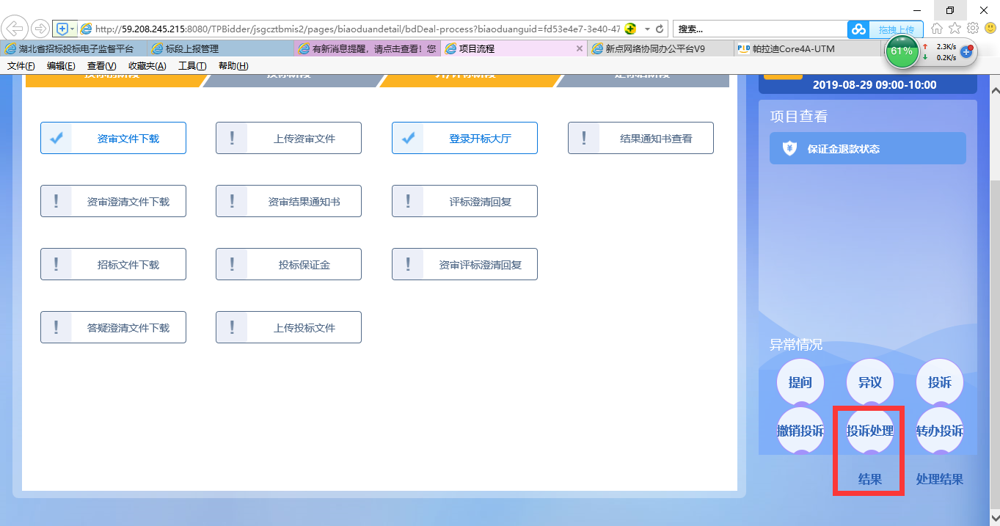 http://59.208.245.215:8080/TPBidder/jsgcztbmis2/pages/biaoduandetail/bdDeal-process?biaoduanguid=fd53e4e7-3e40-47
搜索...
拖拽上传
湖北省招标投标电子监督平台
标段上报管理
有新消息提醒，请点击查看！您
项目流程
新点网络协同办公平台V9
帕拉迪Core4A-UTM
61%
2.3K/s
0.2K/s
文件(F) 编辑(E) 查看(V) 收藏夹(A) 工具(T) 帮助(H)
2019-08-29 09:00-10:00
项目查看
保证金退款状态
资审文件下载
上传资审文件
登录开标大厅
结果通知书查看
资审澄清文件下载
资审结果通知书
评标澄清回复
招标文件下载
投标保证金
资审评标澄清回复
答疑澄清文件下载
上传投标文件
异常情况
提问
异议
投诉
撤销投诉
投诉处理
结果
转办投诉
处理结果